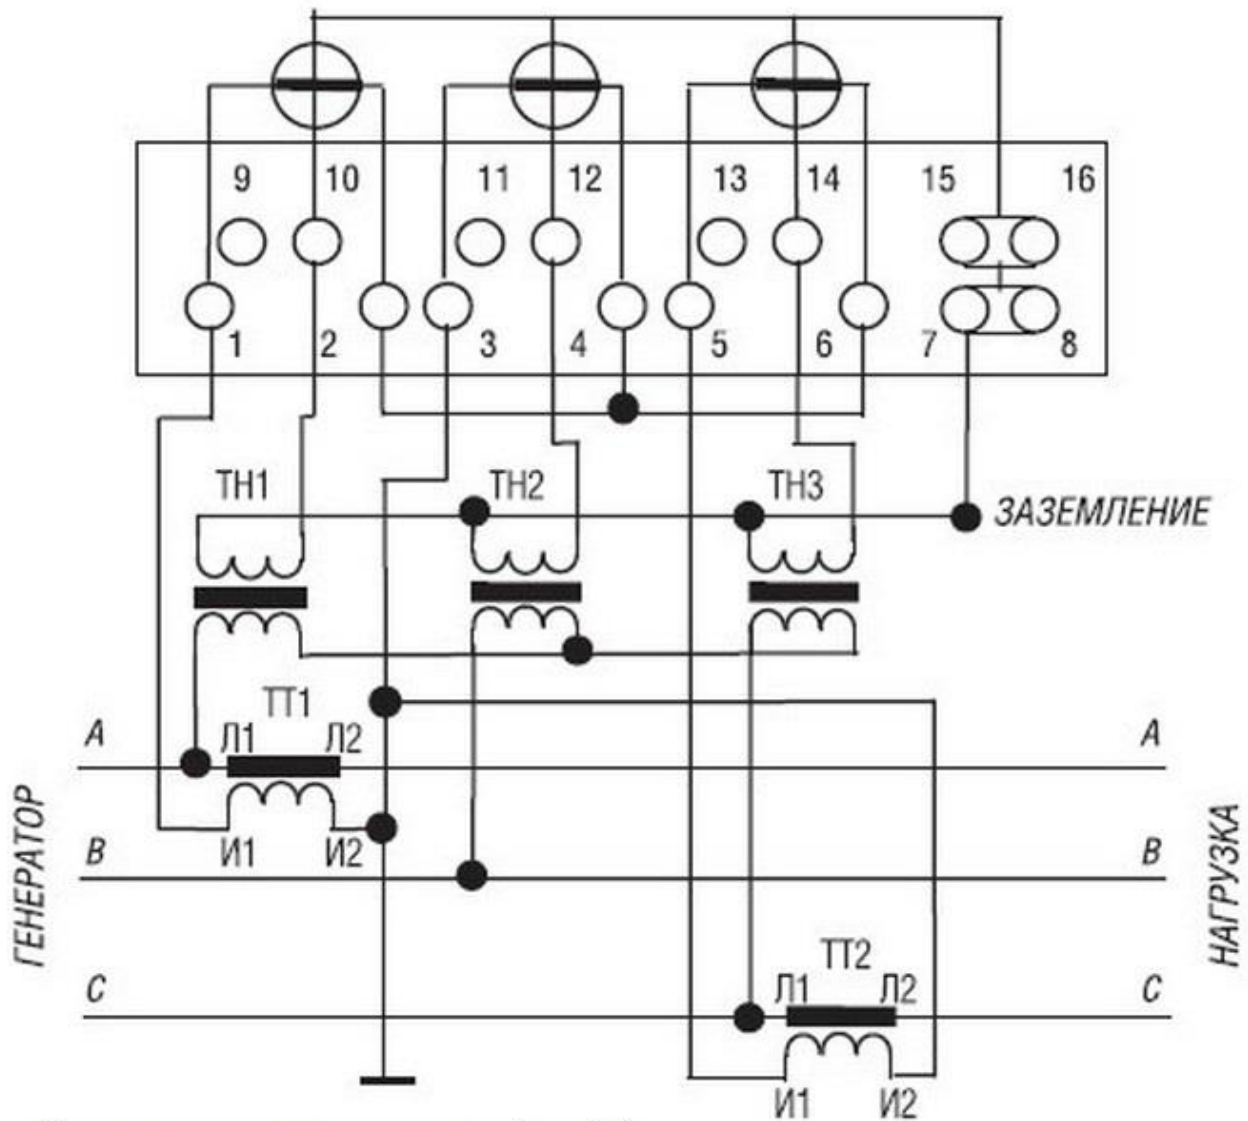 9 10 11 12 13 14 15 16
1 2 3 4 5 6 7 8
ТН1 ТН2 ТН3
ЗАЗЕМЛЕНИЕ
ТТ1
A Л1 Л2 A
И1 И2
B B
ГЕНЕРАТОР
НАГРУЗКА
ТТ2
C Л1 Л2 C
И1 И2